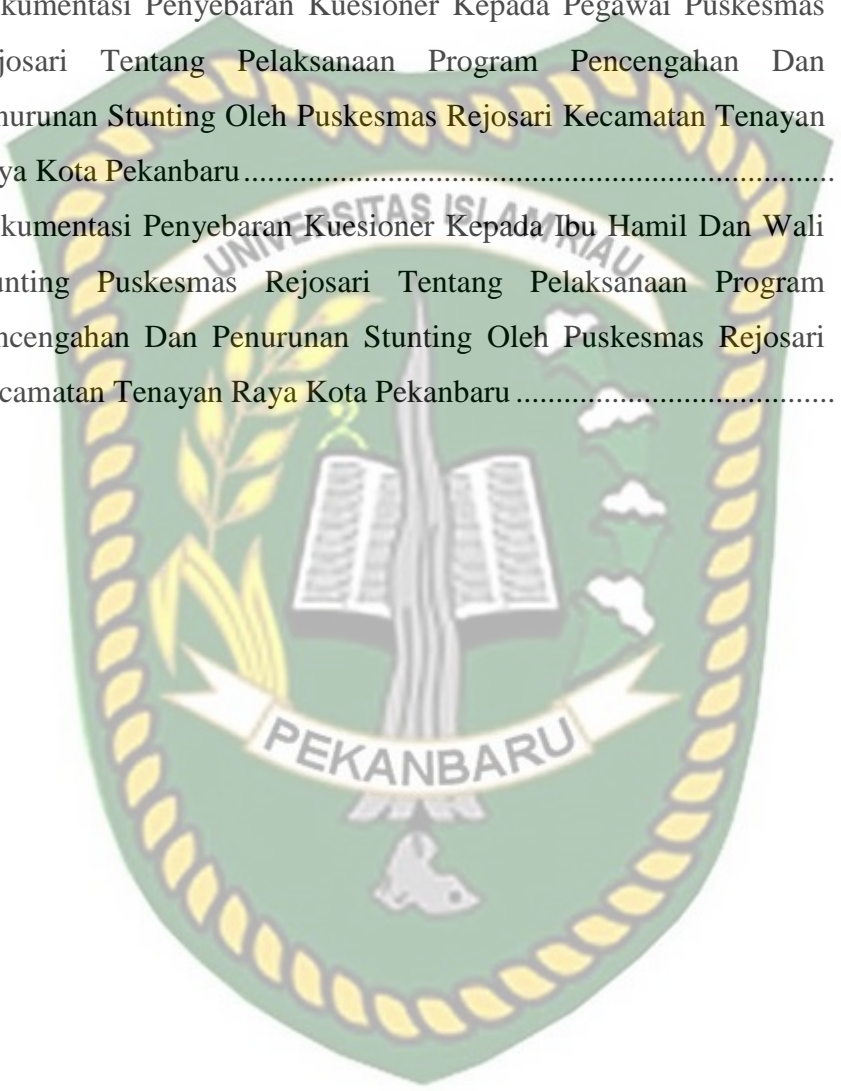 kumentasi Penyebaran Kuesioner Kepada Pegawai Puskesmas
josari Tentang Pelaksanaan Program Pencengahan Dan
nurunan Stunting Oleh Puskesmas Rejosari Kecamatan Tenayan
ya Kota Pekanbaru ..........................................................................
UNIVERSITAS ISLAM RIAU
kumentasi Penyebaran Kuesioner Kepada Ibu Hamil Dan Wali
unting Puskesmas Rejosari Tentang Pelaksanaan Program
ncengahan Dan Penurunan Stunting Oleh Puskesmas Rejosari
camatan Tenayan Raya Kota Pekanbaru ........................................
PEKANBARU